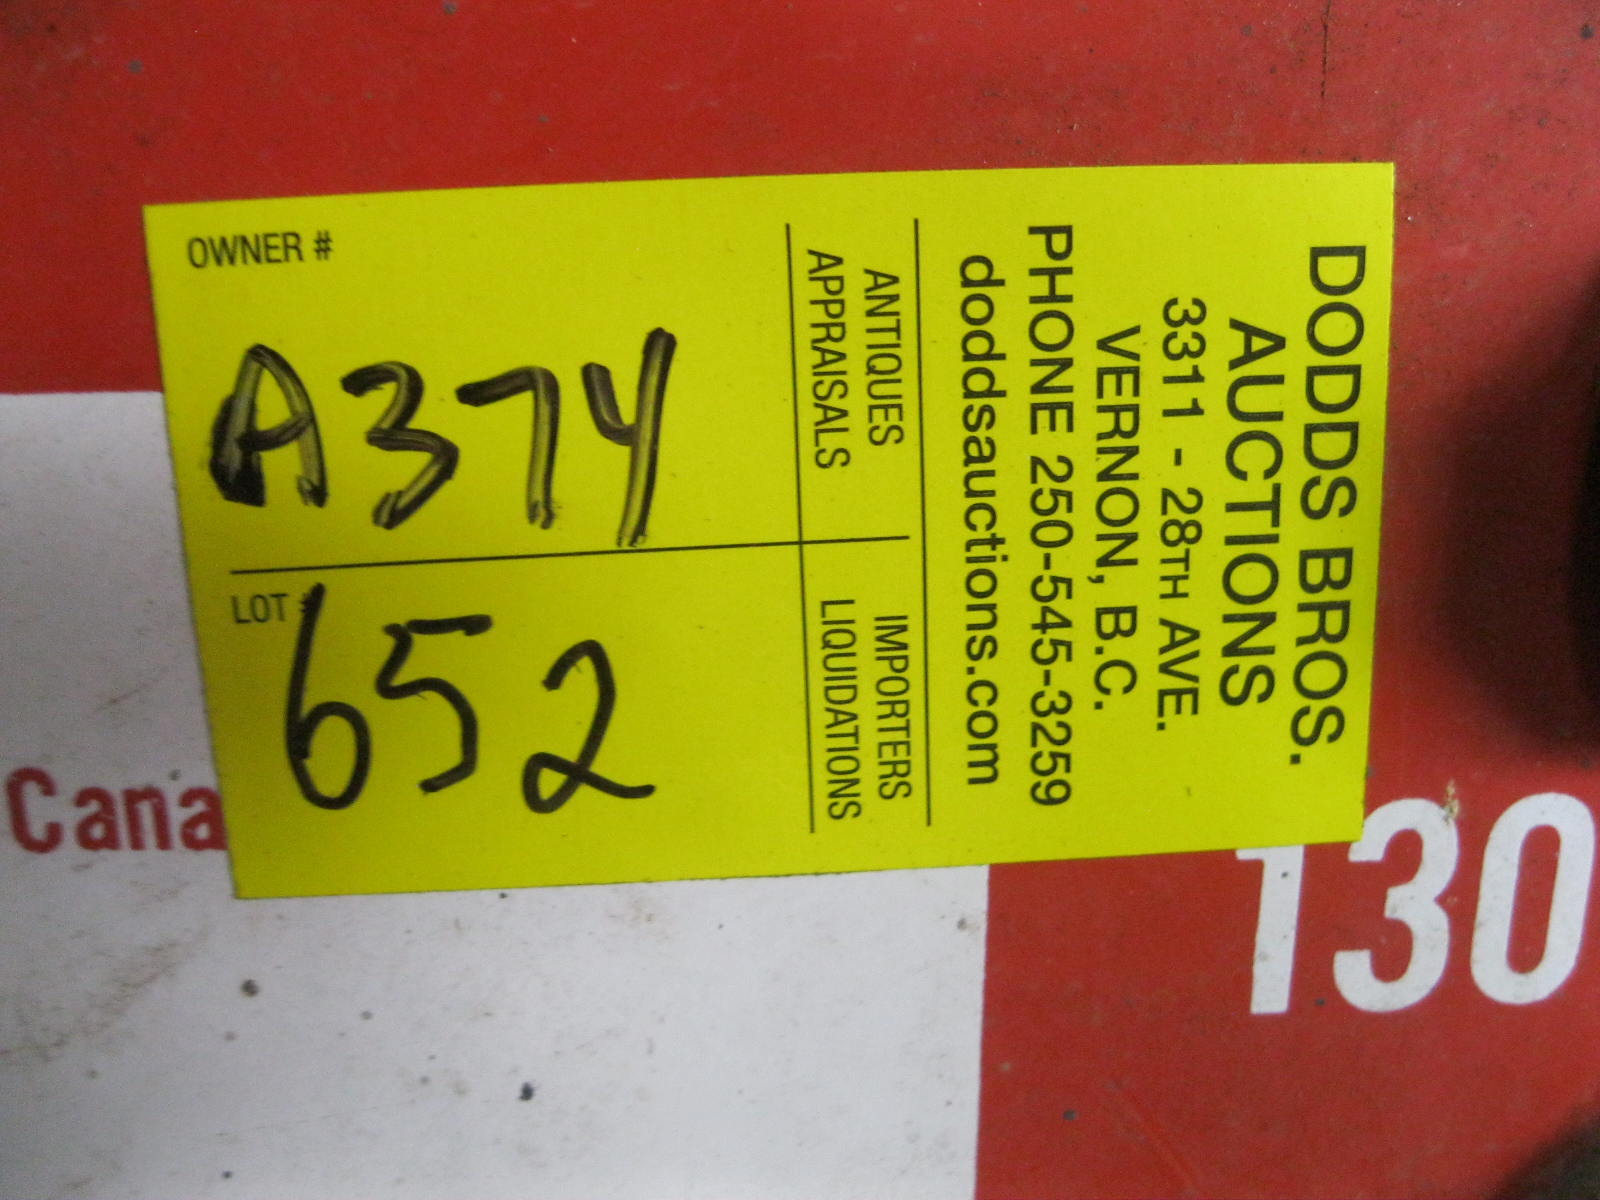 DODDS BROS.
AUCTIONS
3311 - 28TH AVE.
VERNON, B.C.
PHONE 250-545-3259
doddsauctions.com
ANTIQUES
APPRAISALS
IMPORTERS
LIQUIDATIONS
OWNER #
A374
LOT #
652
Cana
130